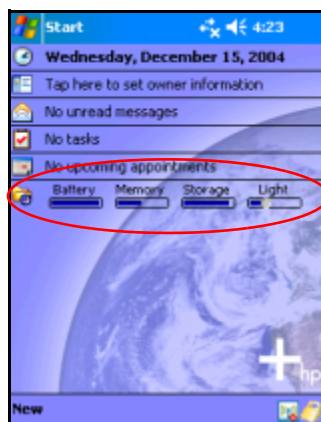 Start 4:23
Wednesday, December 15, 2004
Tap here to set owner information
No unread messages
No tasks
No upcoming appointments
Battery Memory Storage Light
hp
New